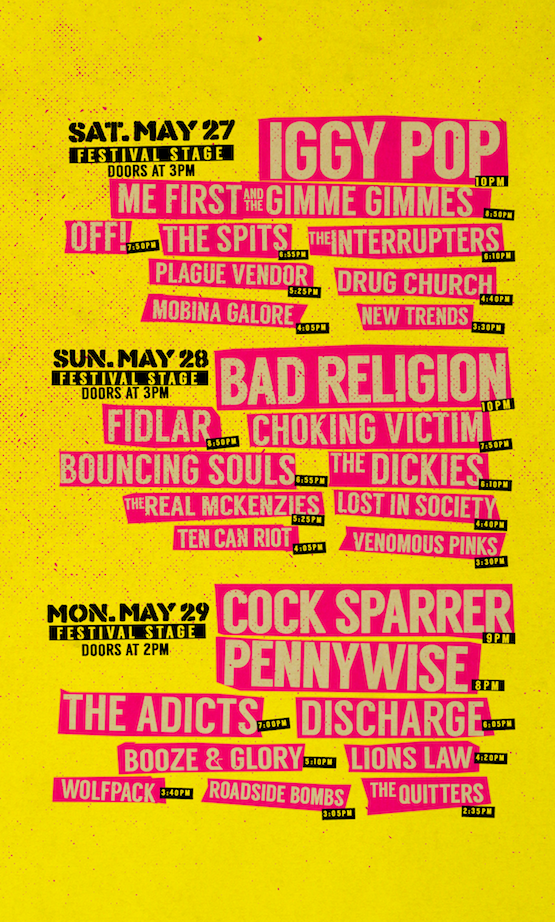 SAT. MAY 27
FESTIVAL STAGE
DOORS AT 3PM
IGGY POP
10PM
ME FIRST AND THE GIMME GIMMES
8:50PM
OFF! 7:50PM THE SPITS 6:55PM THE INTERRUPTERS 6:10PM
PLAGUE VENDOR 5:25PM DRUG CHURCH 4:40PM
MOBINA GALORE 4:05PM NEW TRENDS 3:30PM
SUN. MAY 28
FESTIVAL STAGE
DOORS AT 3PM
BAD RELIGION
10PM
FIDLAR 8:50PM CHOKING VICTIM 7:50PM
BOUNCING SOULS 6:55PM THE DICKIES 6:10PM
THE REAL MCKENZIES 5:25PM LOST IN SOCIETY 4:40PM
TEN CAN RIOT 4:05PM VENOMOUS PINKS 3:30PM
MON. MAY 29
FESTIVAL STAGE
DOORS AT 2PM
COCK SPARRER
9PM
PENNYWISE 8PM
THE ADICTS 7:00PM DISCHARGE 6:05PM
BOOZE & GLORY 5:10PM LIONS LAW 4:20PM
WOLFPACK 3:40PM ROADSIDE BOMBS 3:05PM THE QUITTERS 2:35PM